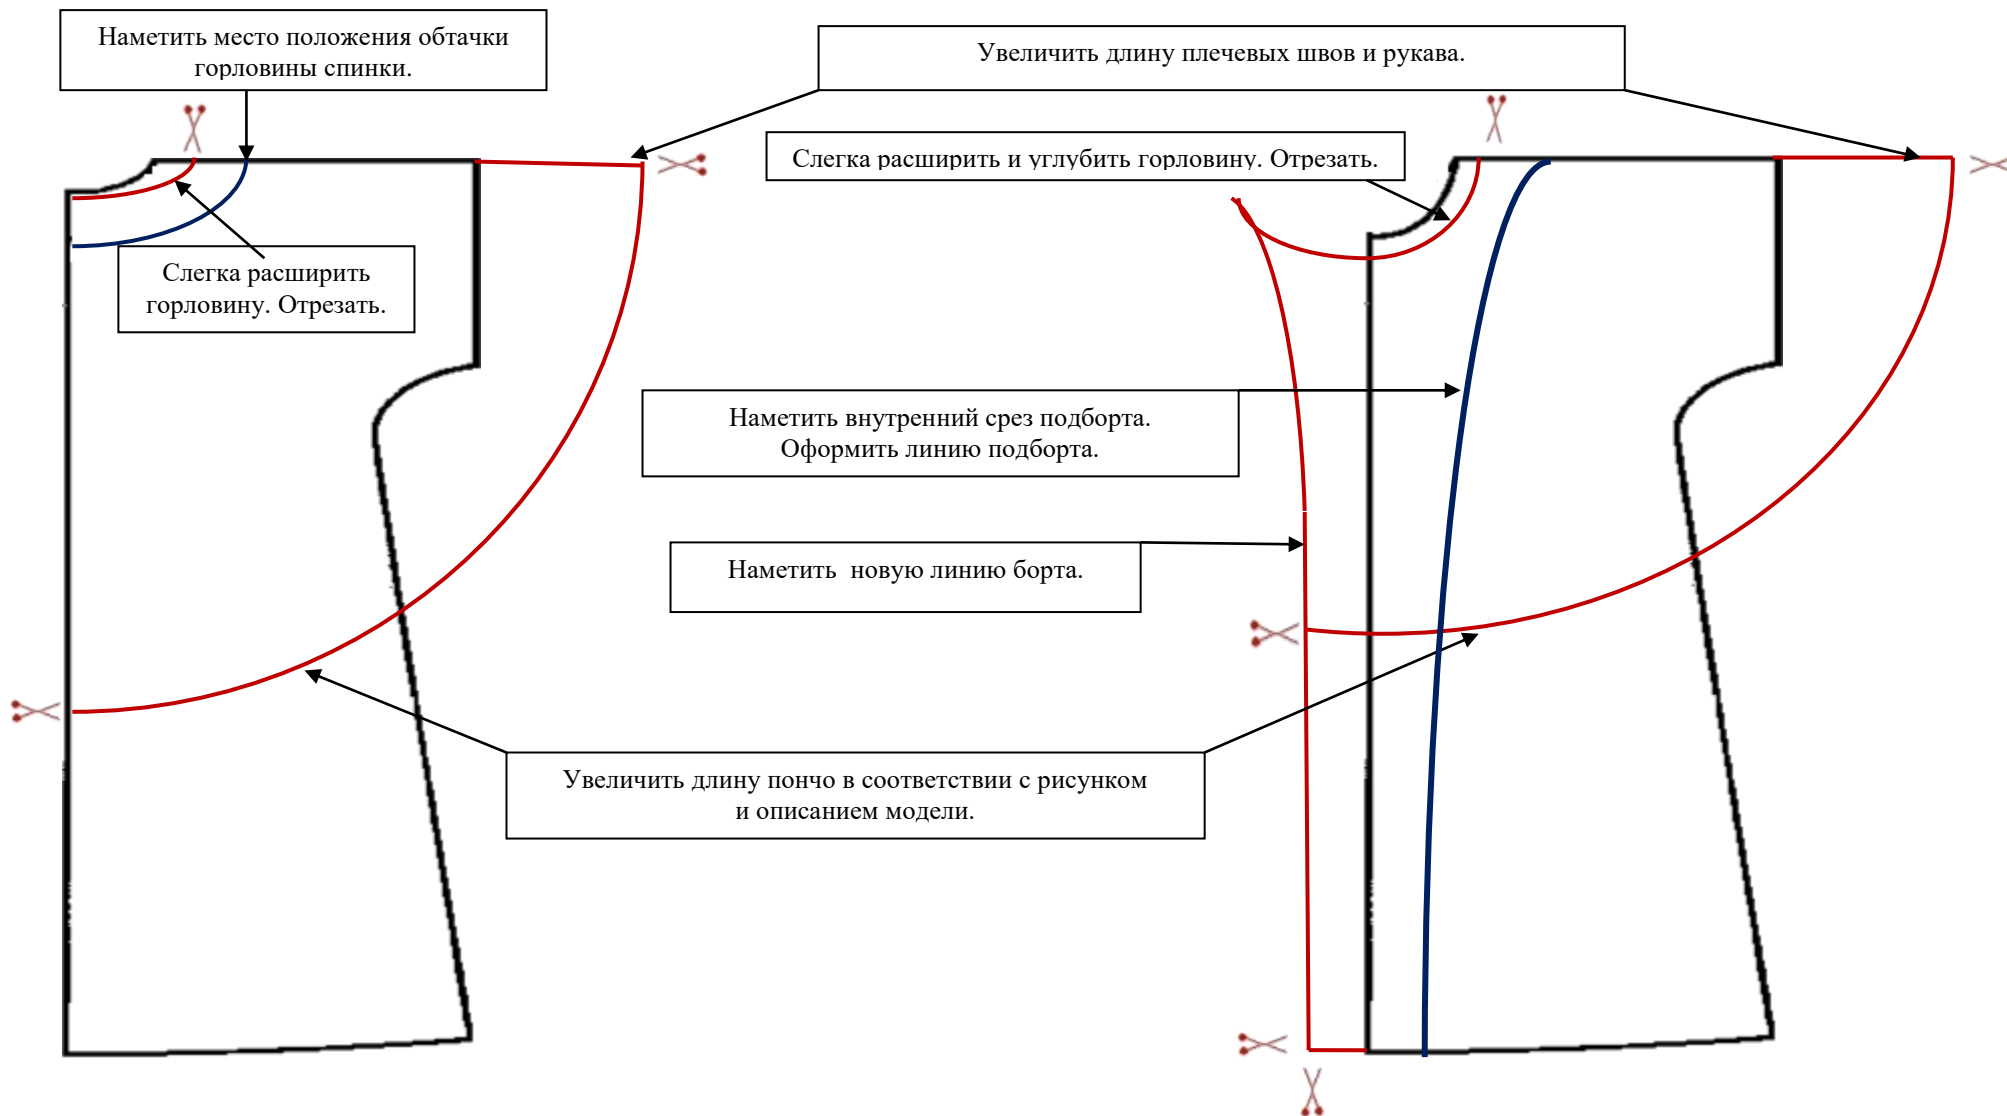 Наметить место положения обтачки
горловины спинки.
Увеличить длину плечевых швов и рукава.
Слегка расширить и углубить горловину. Отрезать.
Слегка расширить
горловину. Отрезать.
Наметить внутренний срез подборта.
Оформить линию подборта.
Наметить новую линию борта.
Увеличить длину пончо в соответствии с рисунком
и описанием модели.